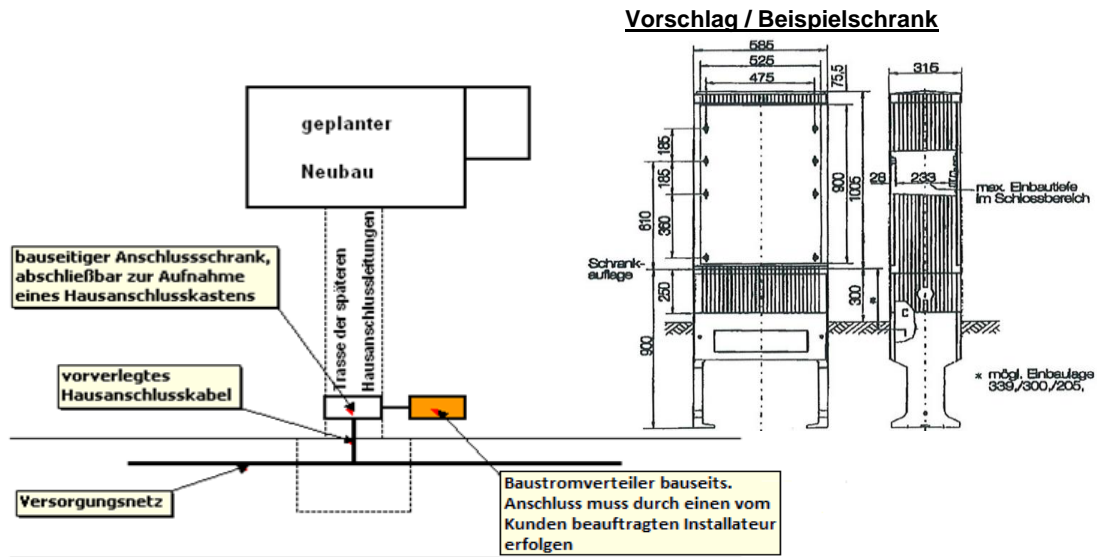 Vorschlag / Beispielschrank
geplanter
Neubau
bauseitiger Anschlussschrank,
abschließbar zur Aufnahme
eines Hausanschlusskastens
Trasse der späteren
Hausanschlussleitungen
vorverlegtes
Hausanschlusskabel
Versorgungsnetz
Baustromverteiler bauseits.
Anschluss muss durch einen vom
Kunden beauftragten Installateur
erfolgen
585
525
475
75,5
315
185
185
610
360
900
1005
28
233
max. Einbautiefe
im Schlossbereich
Schrank-
auflage
250
300
*
900
C
* mögl. Einbaulage
339,/300,/205,